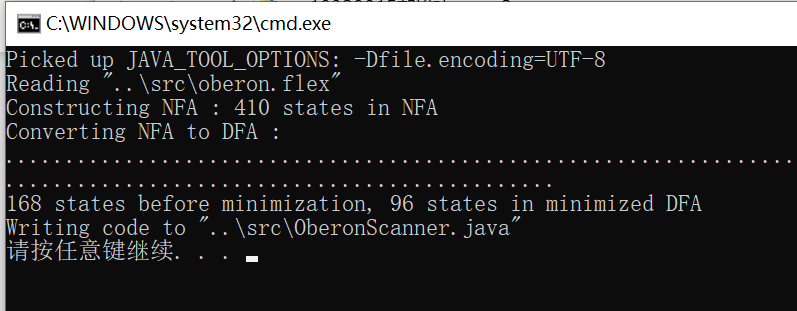 C:\WINDOWS\system32\cmd.exe
Picked up JAVA_TOOL_OPTIONS: -Dfile.encoding=UTF-8
Reading "..\src\oberon.flex"
Constructing NFA : 410 states in NFA
Converting NFA to DFA :
...................................................................
...............................................
168 states before minimization, 96 states in minimized DFA
Writing code to "..\src\OberonScanner.java"
请按任意键继续. . .